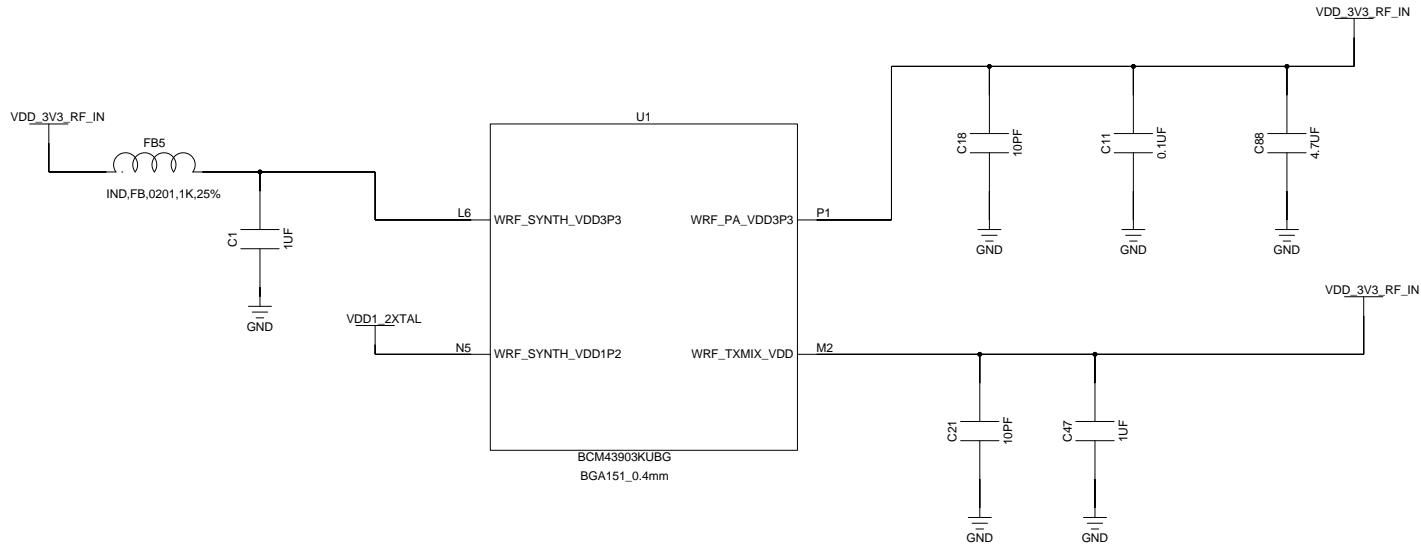 VDD_3V3_RF_IN
VDD_3V3_RF_IN
U1
FB5
IND,FB,0201,1K,25%
C18
10PF
C11
0.1UF
C88
4.7UF
L6
WRF_SYNTH_VDD3P3
WRF_PA_VDD3P3
P1
C1
1UF
GND
GND
GND
GND
VDD_3V3_RF_IN
VDD1_2XTAL
N5
WRF_SYNTH_VDD1P2
WRF_TXMIX_VDD
M2
C21
10PF
C47
1UF
BCM43903KUBG
BGA151_0.4mm
GND
GND